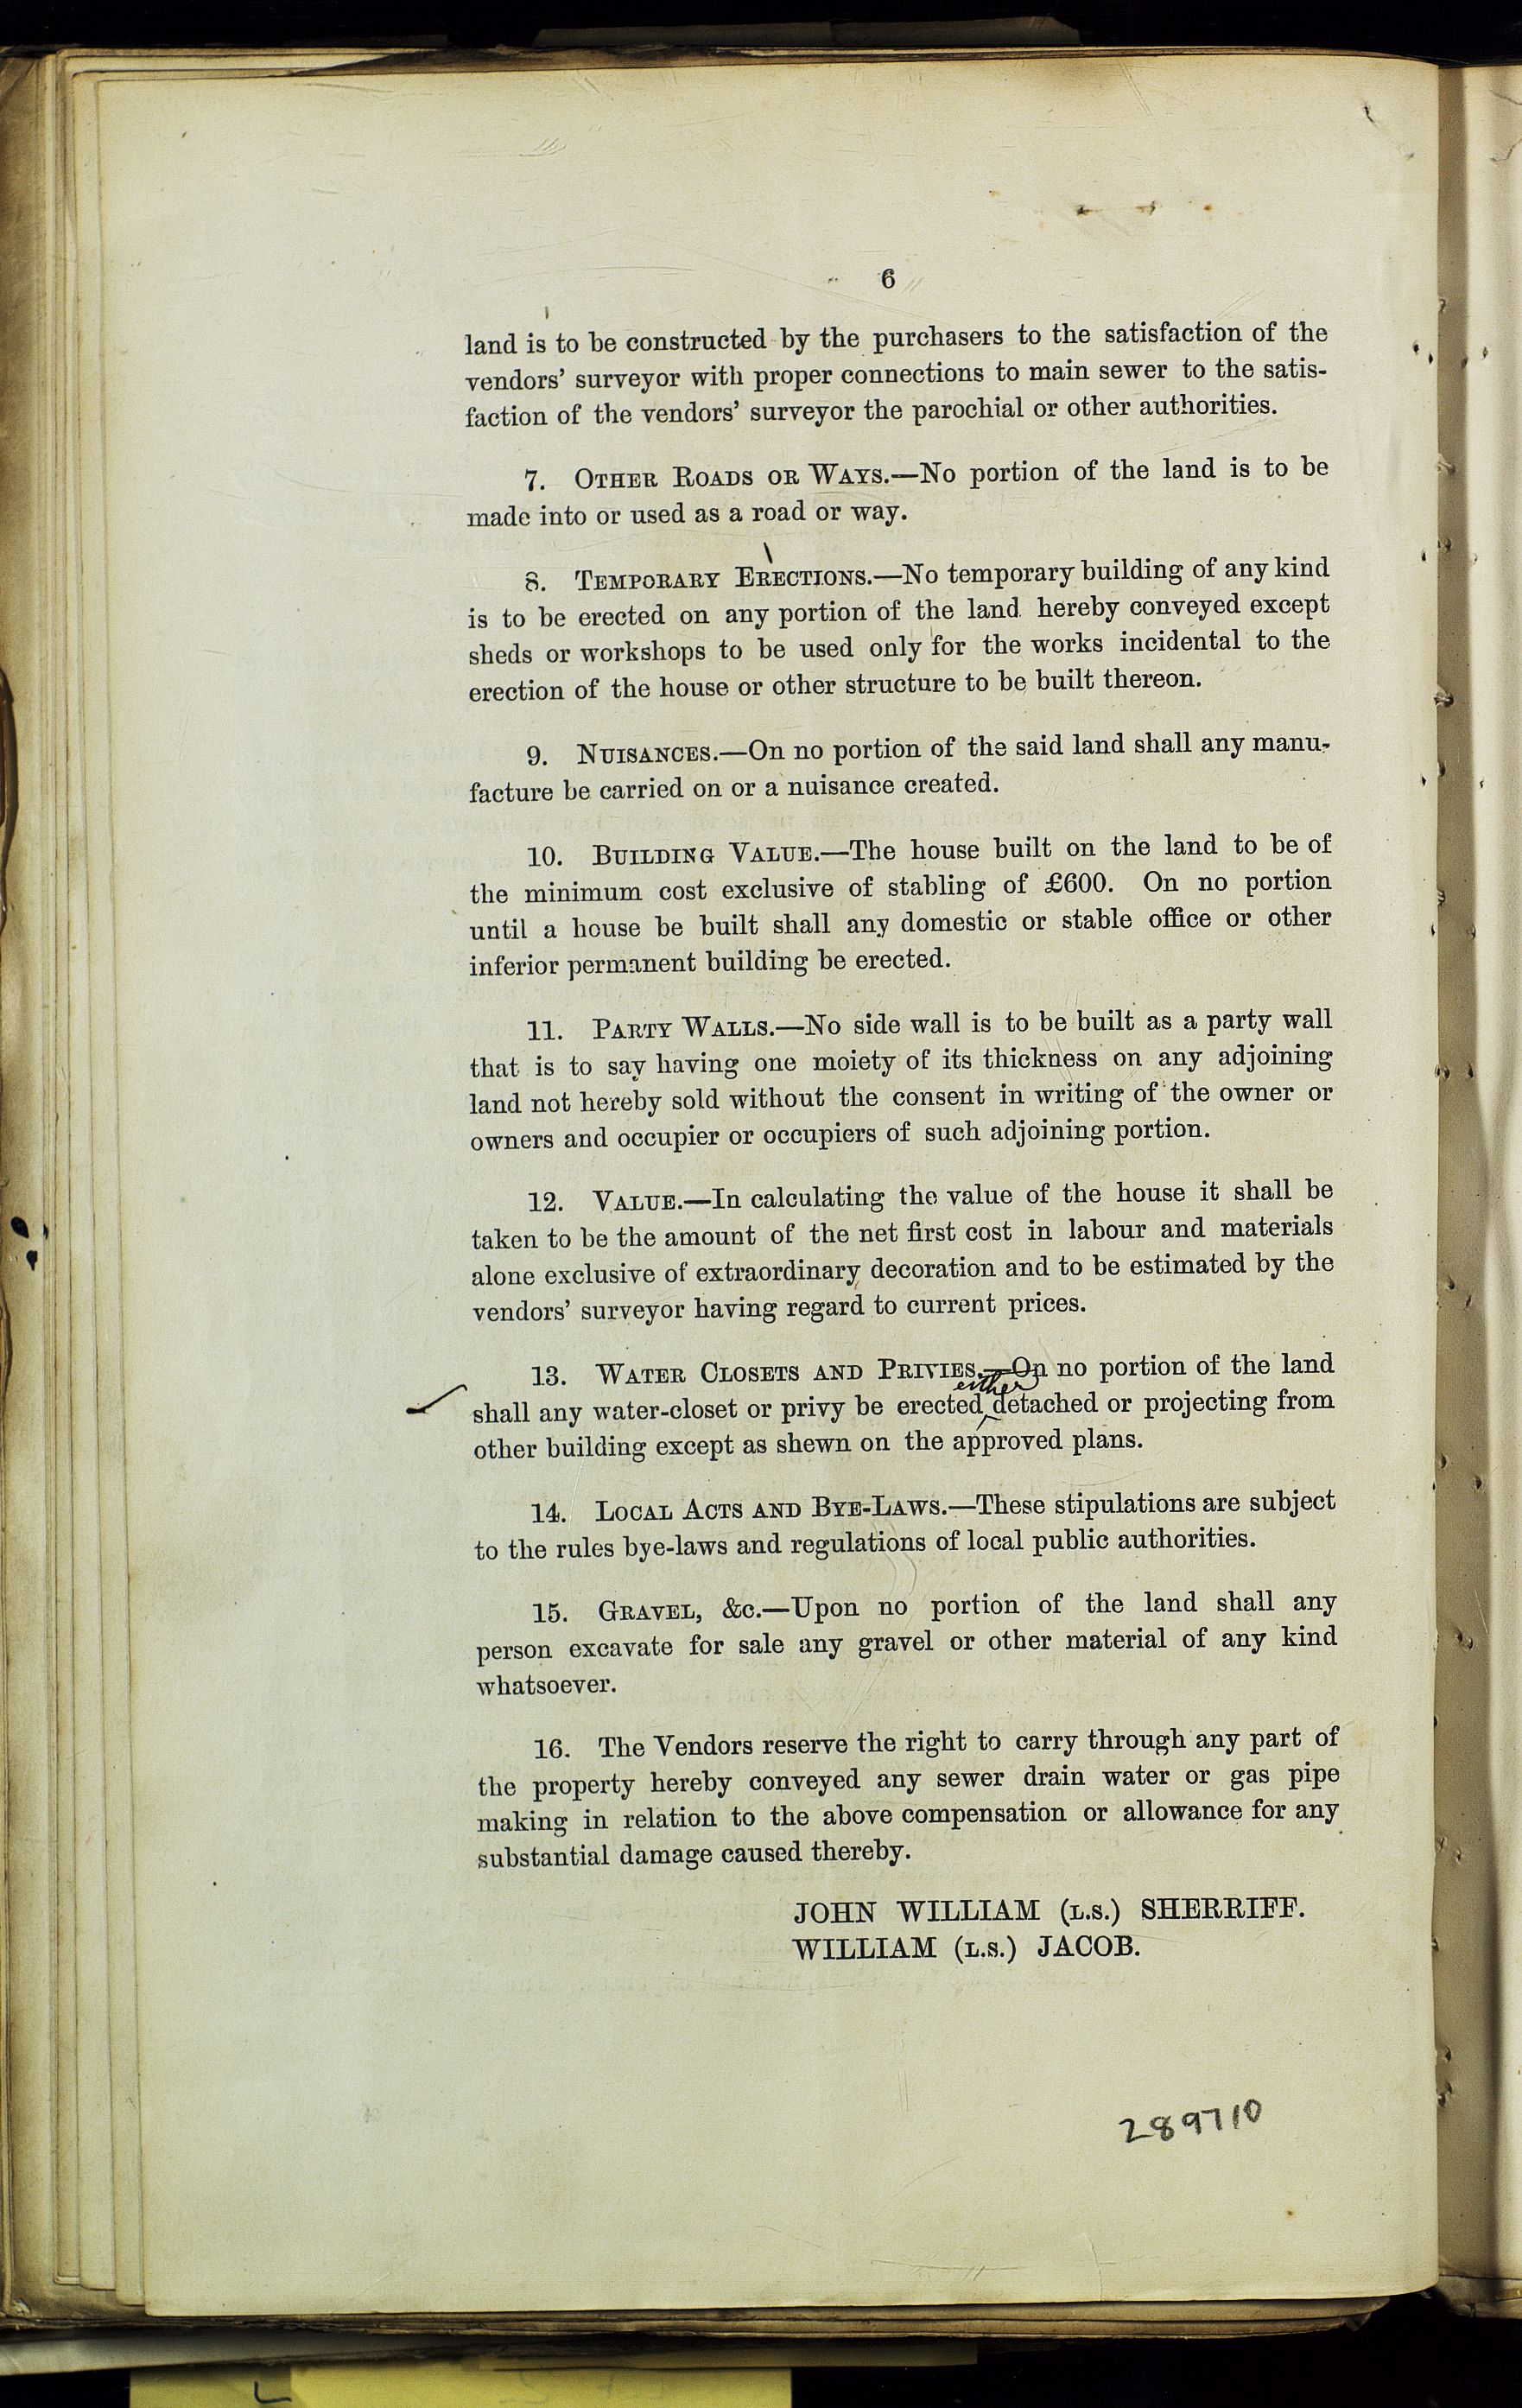 6
land is to be constructed by the purchasers to the satisfaction of the
vendors' surveyor with proper connections to main sewer to the satis-
faction of the vendors' surveyor the parochial or other authorities.
7. OTHER ROADS OR WAYS.—No portion of the land is to be
made into or used as a road or way.
8. TEMPORARY ERECTIONS.—No temporary building of any kind
is to be erected on any portion of the land hereby conveyed except
sheds or workshops to be used only for the works incidental to the
erection of the house or other structure to be built thereon.
9. NUISANCES.—On no portion of the said land shall any manu-
facture be carried on or a nuisance created.
10. BUILDING VALUE.—The house built on the land to be of
the minimum cost exclusive of stabling of £600. On no portion
until a house be built shall any domestic or stable office or other
inferior permanent building be erected.
11. PARTY WALLS.—No side wall is to be built as a party wall
that is to say having one moiety of its thickness on any adjoining
land not hereby sold without the consent in writing of the owner or
owners and occupier or occupiers of such adjoining portion.
12. VALUE.—In calculating the value of the house it shall be
taken to be the amount of the net first cost in labour and materials
alone exclusive of extraordinary decoration and to be estimated by the
vendors' surveyor having regard to current prices.
13. WATER CLOSETS AND PRIVIES.—On no portion of the land
either
shall any water-closet or privy be erected detached or projecting from
other building except as shewn on the approved plans.
14. LOCAL ACTS AND BYE-LAWS.—These stipulations are subject
to the rules bye-laws and regulations of local public authorities.
15. GRAVEL, &c.—Upon no portion of the land shall any
person excavate for sale any gravel or other material of any kind
whatsoever.
16. The Vendors reserve the right to carry through any part of
the property hereby conveyed any sewer drain water or gas pipe
making in relation to the above compensation or allowance for any
substantial damage caused thereby.
JOHN WILLIAM (L.S.) SHERRIFF.
WILLIAM (L.S.) JACOB.
289710